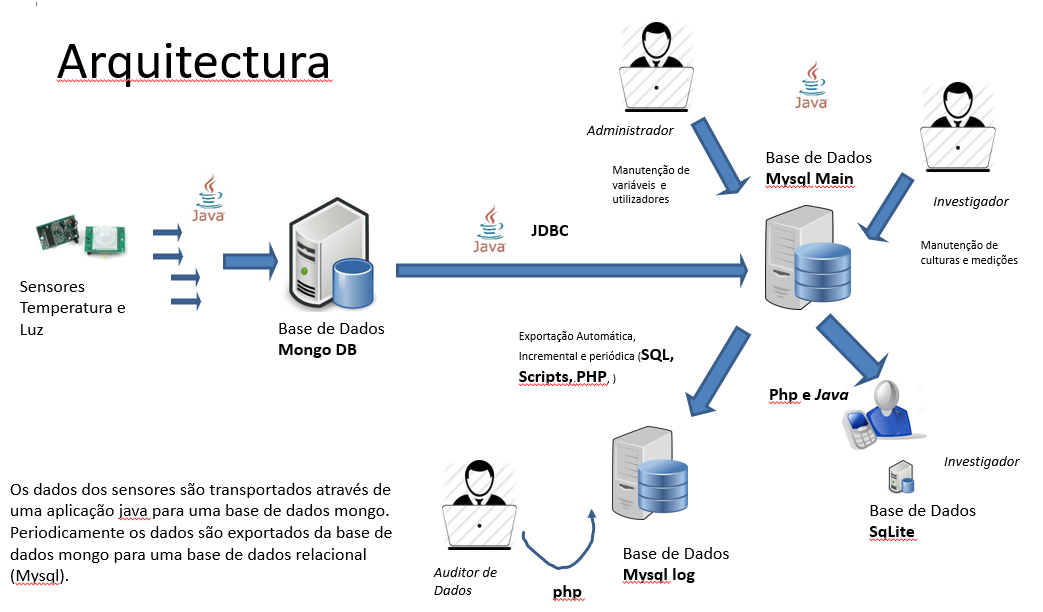 Arquitectura
Administrador
Java
Manutenção de
variáveis e
utilizadores
Base de Dados
Mysql Main
Investigador
Manutenção de
culturas e medições
Java
Java
JDBC
Sensores
Temperatura e
Luz
Base de Dados
Mongo DB
Exportação Automática,
Incremental e periódica (SQL,
Scripts, PHP, )
Php e Java
Investigador
Base de Dados
SqLite
Os dados dos sensores são transportados através de
uma aplicação java para uma base de dados mongo.
Periodicamente os dados são exportados da base de
dados mongo para uma base de dados relacional
(Mysql).
Auditor de
Dados
php
Base de Dados
Mysql log